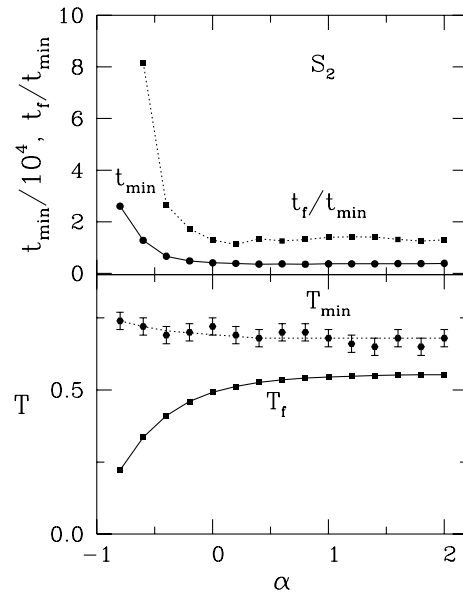 10
S_2
8
t_min/10^4, t_f/t_min
6
4
t_min
t_f/t_min
2
0
T_min
0.5
T
T_f
0.0
−1 0 1 2
α